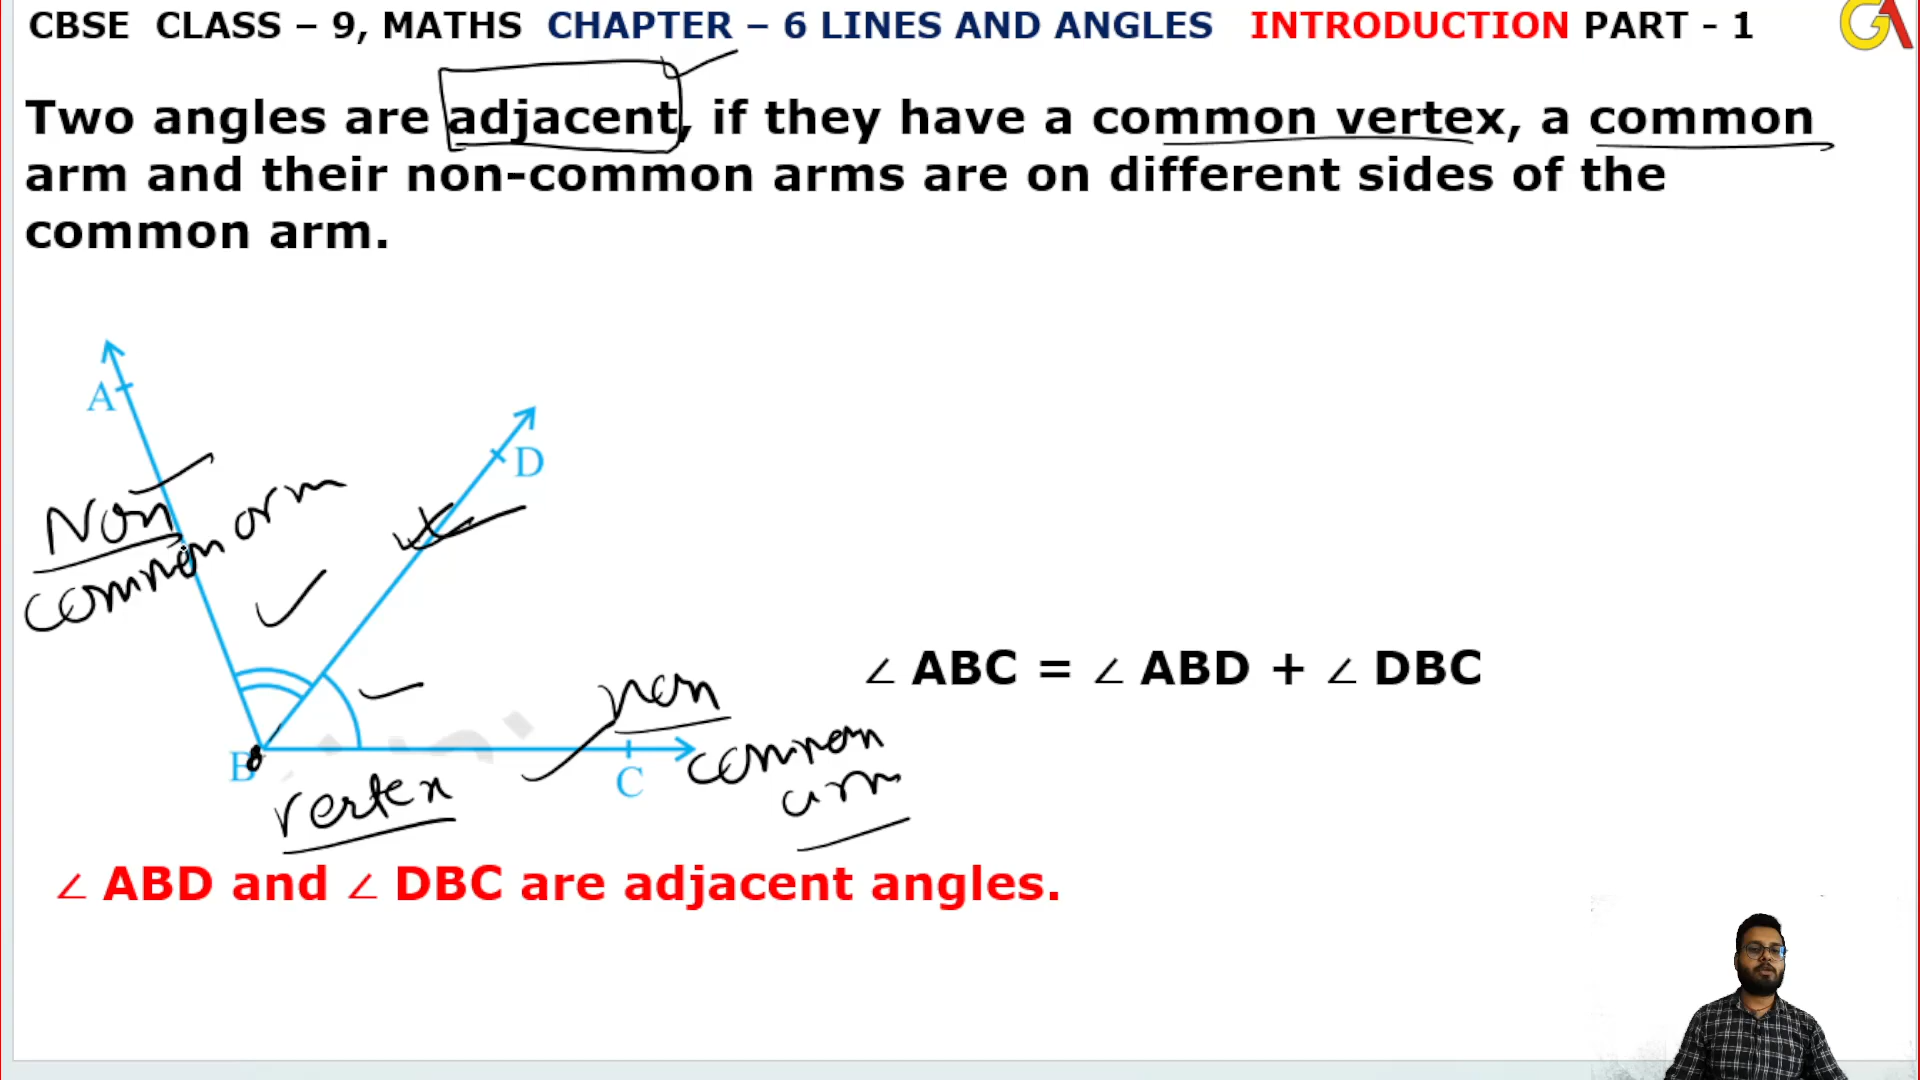 CBSE CLASS – 9, MATHS CHAPTER – 6 LINES AND ANGLES INTRODUCTION PART - 1
GA
Two angles are adjacent, if they have a common vertex, a common
arm and their non-common arms are on different sides of the
common arm.
A
D
Non
common arm
∠ ABC = ∠ ABD + ∠ DBC
non
common
arm
B
C
vertex
∠ ABD and ∠ DBC are adjacent angles.